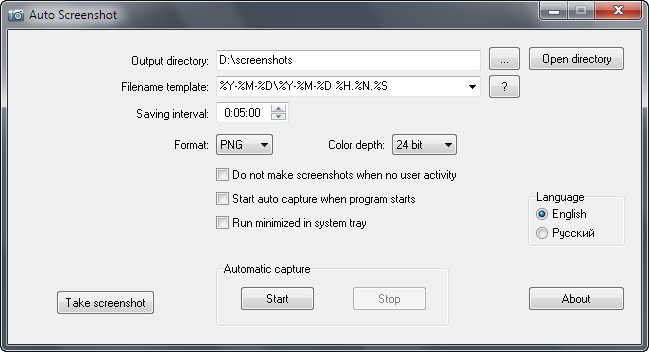 Auto Screenshot
Output directory: D:\screenshots ... Open directory
Filename template: %Y-%M-%D\%Y-%M-%D %H.%N.%S ?
Saving interval: 0:05:00
Format: PNG Color depth: 24 bit
Do not make screenshots when no user activity
Start auto capture when program starts
Run minimized in system tray
Language
English
Русский
Automatic capture
Take screenshot Start Stop About